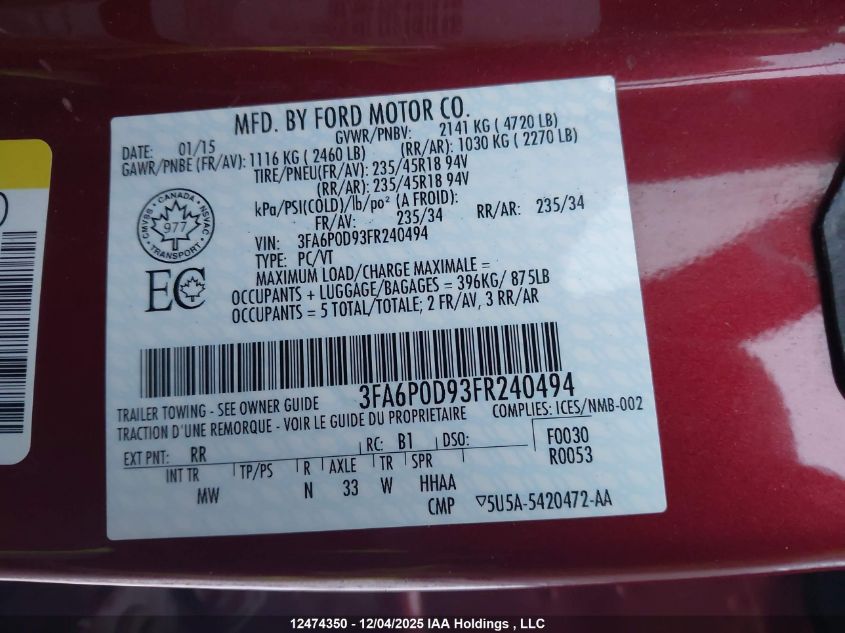 MFD. BY FORD MOTOR CO.
DATE: 01/15 GVWR/PNBV: 2141 KG ( 4720 LB)
GAWR/PNBE (FR/AV): 1116 KG ( 2460 LB) (RR/AR): 1030 KG ( 2270 LB)
TIRE/PNEU(FR/AV): 235/45R18 94V
(RR/AR): 235/45R18 94V
kPa/PSI(COLD)/lb/po² (A FROID):
FR/AV: 235/34 RR/AR: 235/34
VIN: 3FA6P0D93FR240494
TYPE: PC/VT
MAXIMUM LOAD/CHARGE MAXIMALE =
OCCUPANTS + LUGGAGE/BAGAGES = 396KG/ 875LB
OCCUPANTS = 5 TOTAL/TOTALE; 2 FR/AV, 3 RR/AR
CANADA
CMVSS
NSVAC
977
TRANSPORT
EC
3FA6P0D93FR240494
TRAILER TOWING - SEE OWNER GUIDE COMPLIES: ICES/NMB-002
TRACTION D'UNE REMORQUE - VOIR LE GUIDE DU PROPRIETAIRE
EXT PNT: RR RC: B1 DSO: F0030
R0053
INT TR TP/PS R AXLE TR SPR
MW N 33 W HHAA
CMP ▽5U5A-5420472-AA
12474350 - 12/04/2025 IAA Holdings , LLC